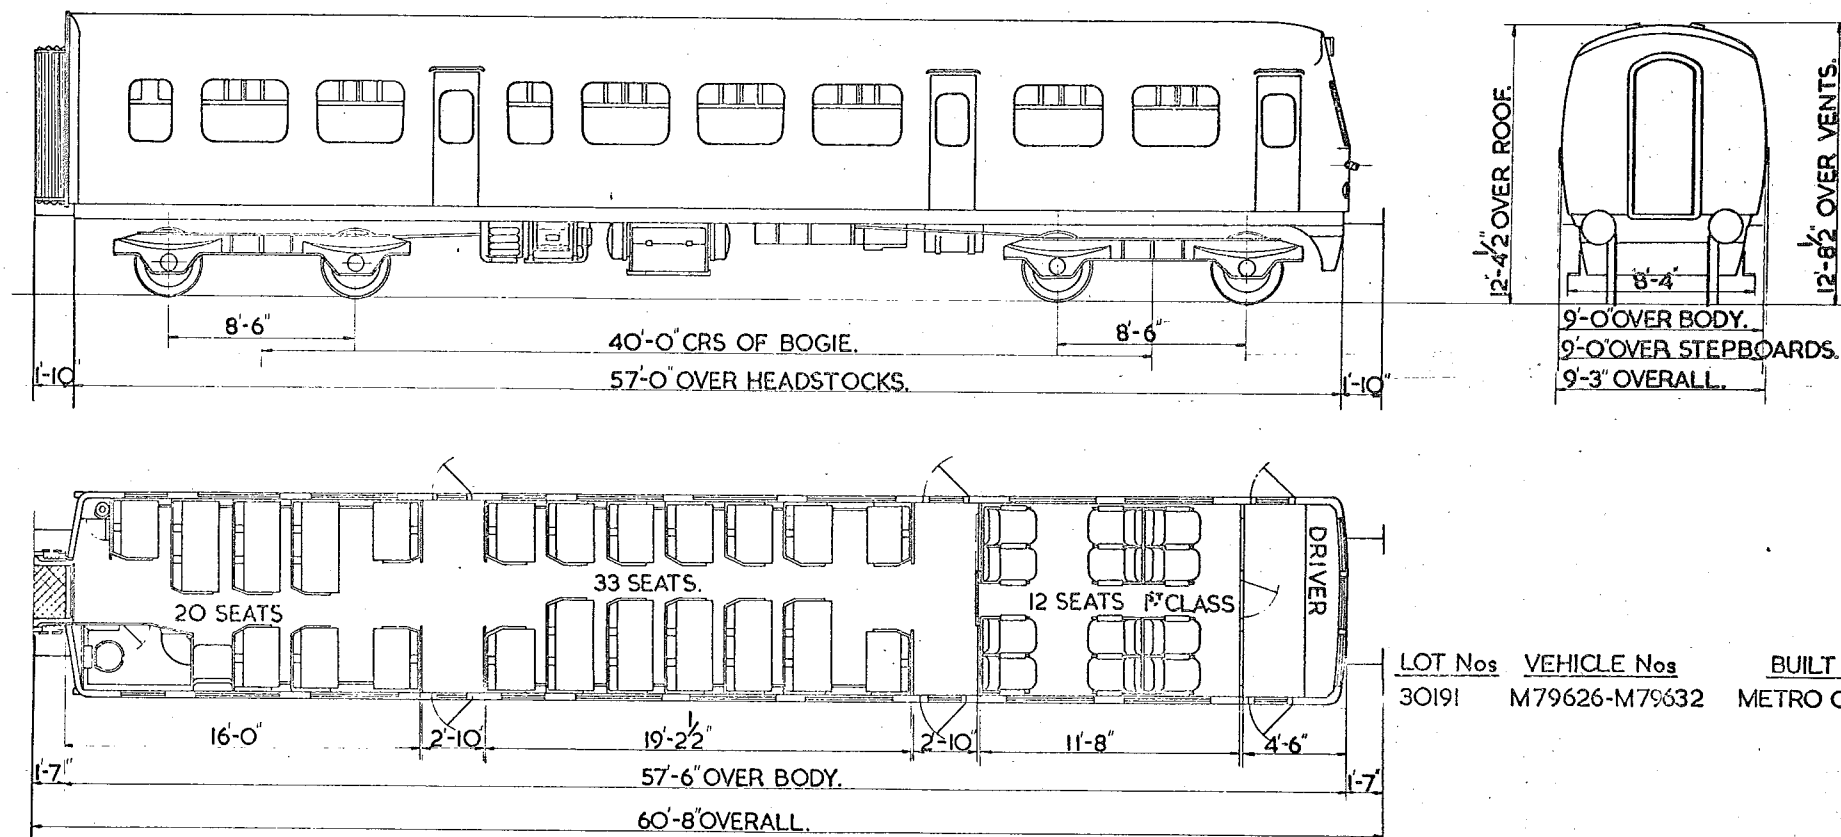 12'-4½" OVER ROOF.
12'-8½" OVER VENTS.
8'-4"
8'-6"
40'-0" CRS OF BOGIE.
8'-6"
9'-0" OVER BODY.
9'-0" OVER STEPBOARDS.
9'-3" OVERALL.
1'-10
57'-0" OVER HEADSTOCKS.
1'-10"
20 SEATS
33 SEATS.
12 SEATS 1ST CLASS
DRIVER
LOT Nos VEHICLE Nos BUILT
30191 M79626-M79632 METRO C
16'-0"
2'-10"
19'-2½"
2'-10"
11'-8"
4'-6"
1'-7"
57'-6" OVER BODY.
1'-7"
60'-8" OVERALL.